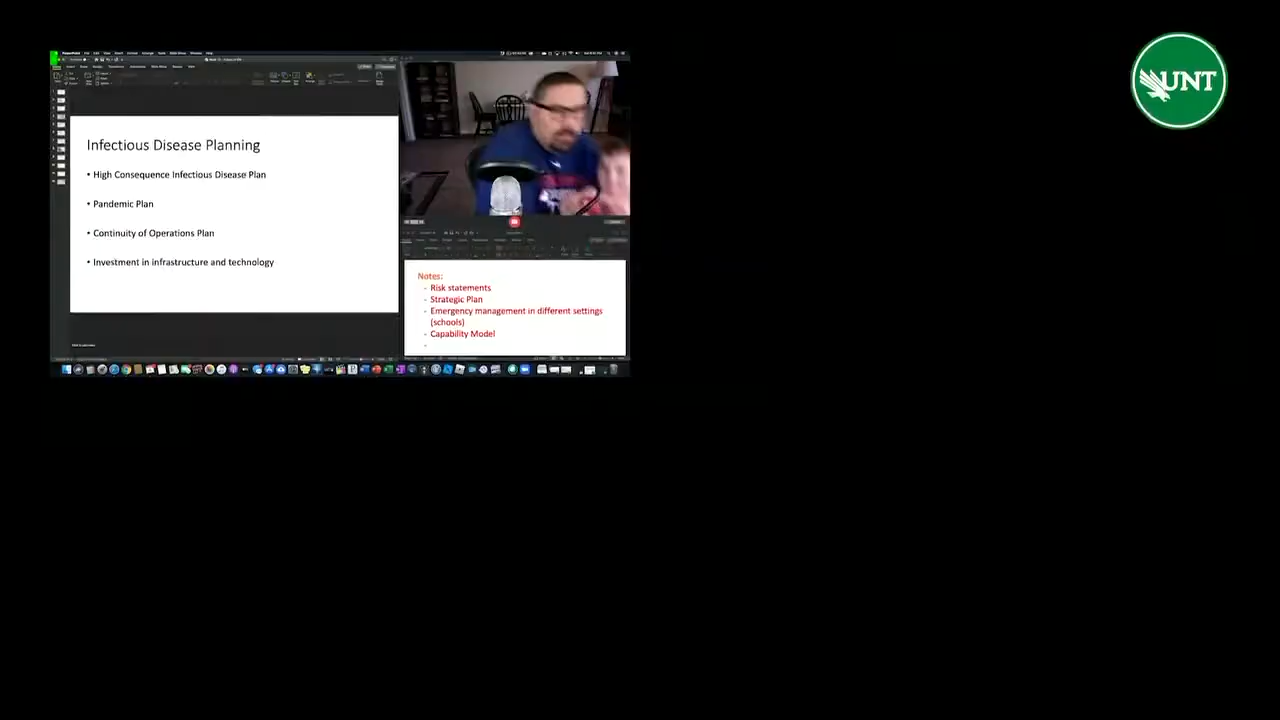 Infectious Disease Planning
• High Consequence Infectious Disease Plan
• Pandemic Plan
• Continuity of Operations Plan
• Investment in infrastructure and technology
Notes:
- Risk statements
- Strategic Plan
- Emergency management in different settings
(schools)
- Capability Model
-
UNT